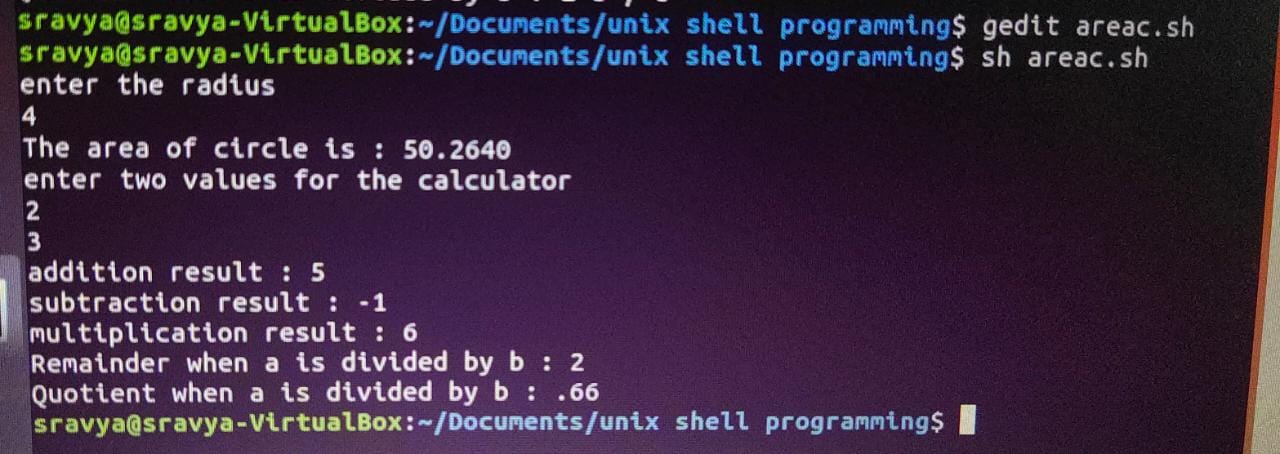 sravya@sravya-VirtualBox:~/Documents/unix shell programming$ gedit areac.sh
sravya@sravya-VirtualBox:~/Documents/unix shell programming$ sh areac.sh
enter the radius
4
The area of circle is : 50.2640
enter two values for the calculator
2
3
addition result : 5
subtraction result : -1
multiplication result : 6
Remainder when a is divided by b : 2
Quotient when a is divided by b : .66
sravya@sravya-VirtualBox:~/Documents/unix shell programming$